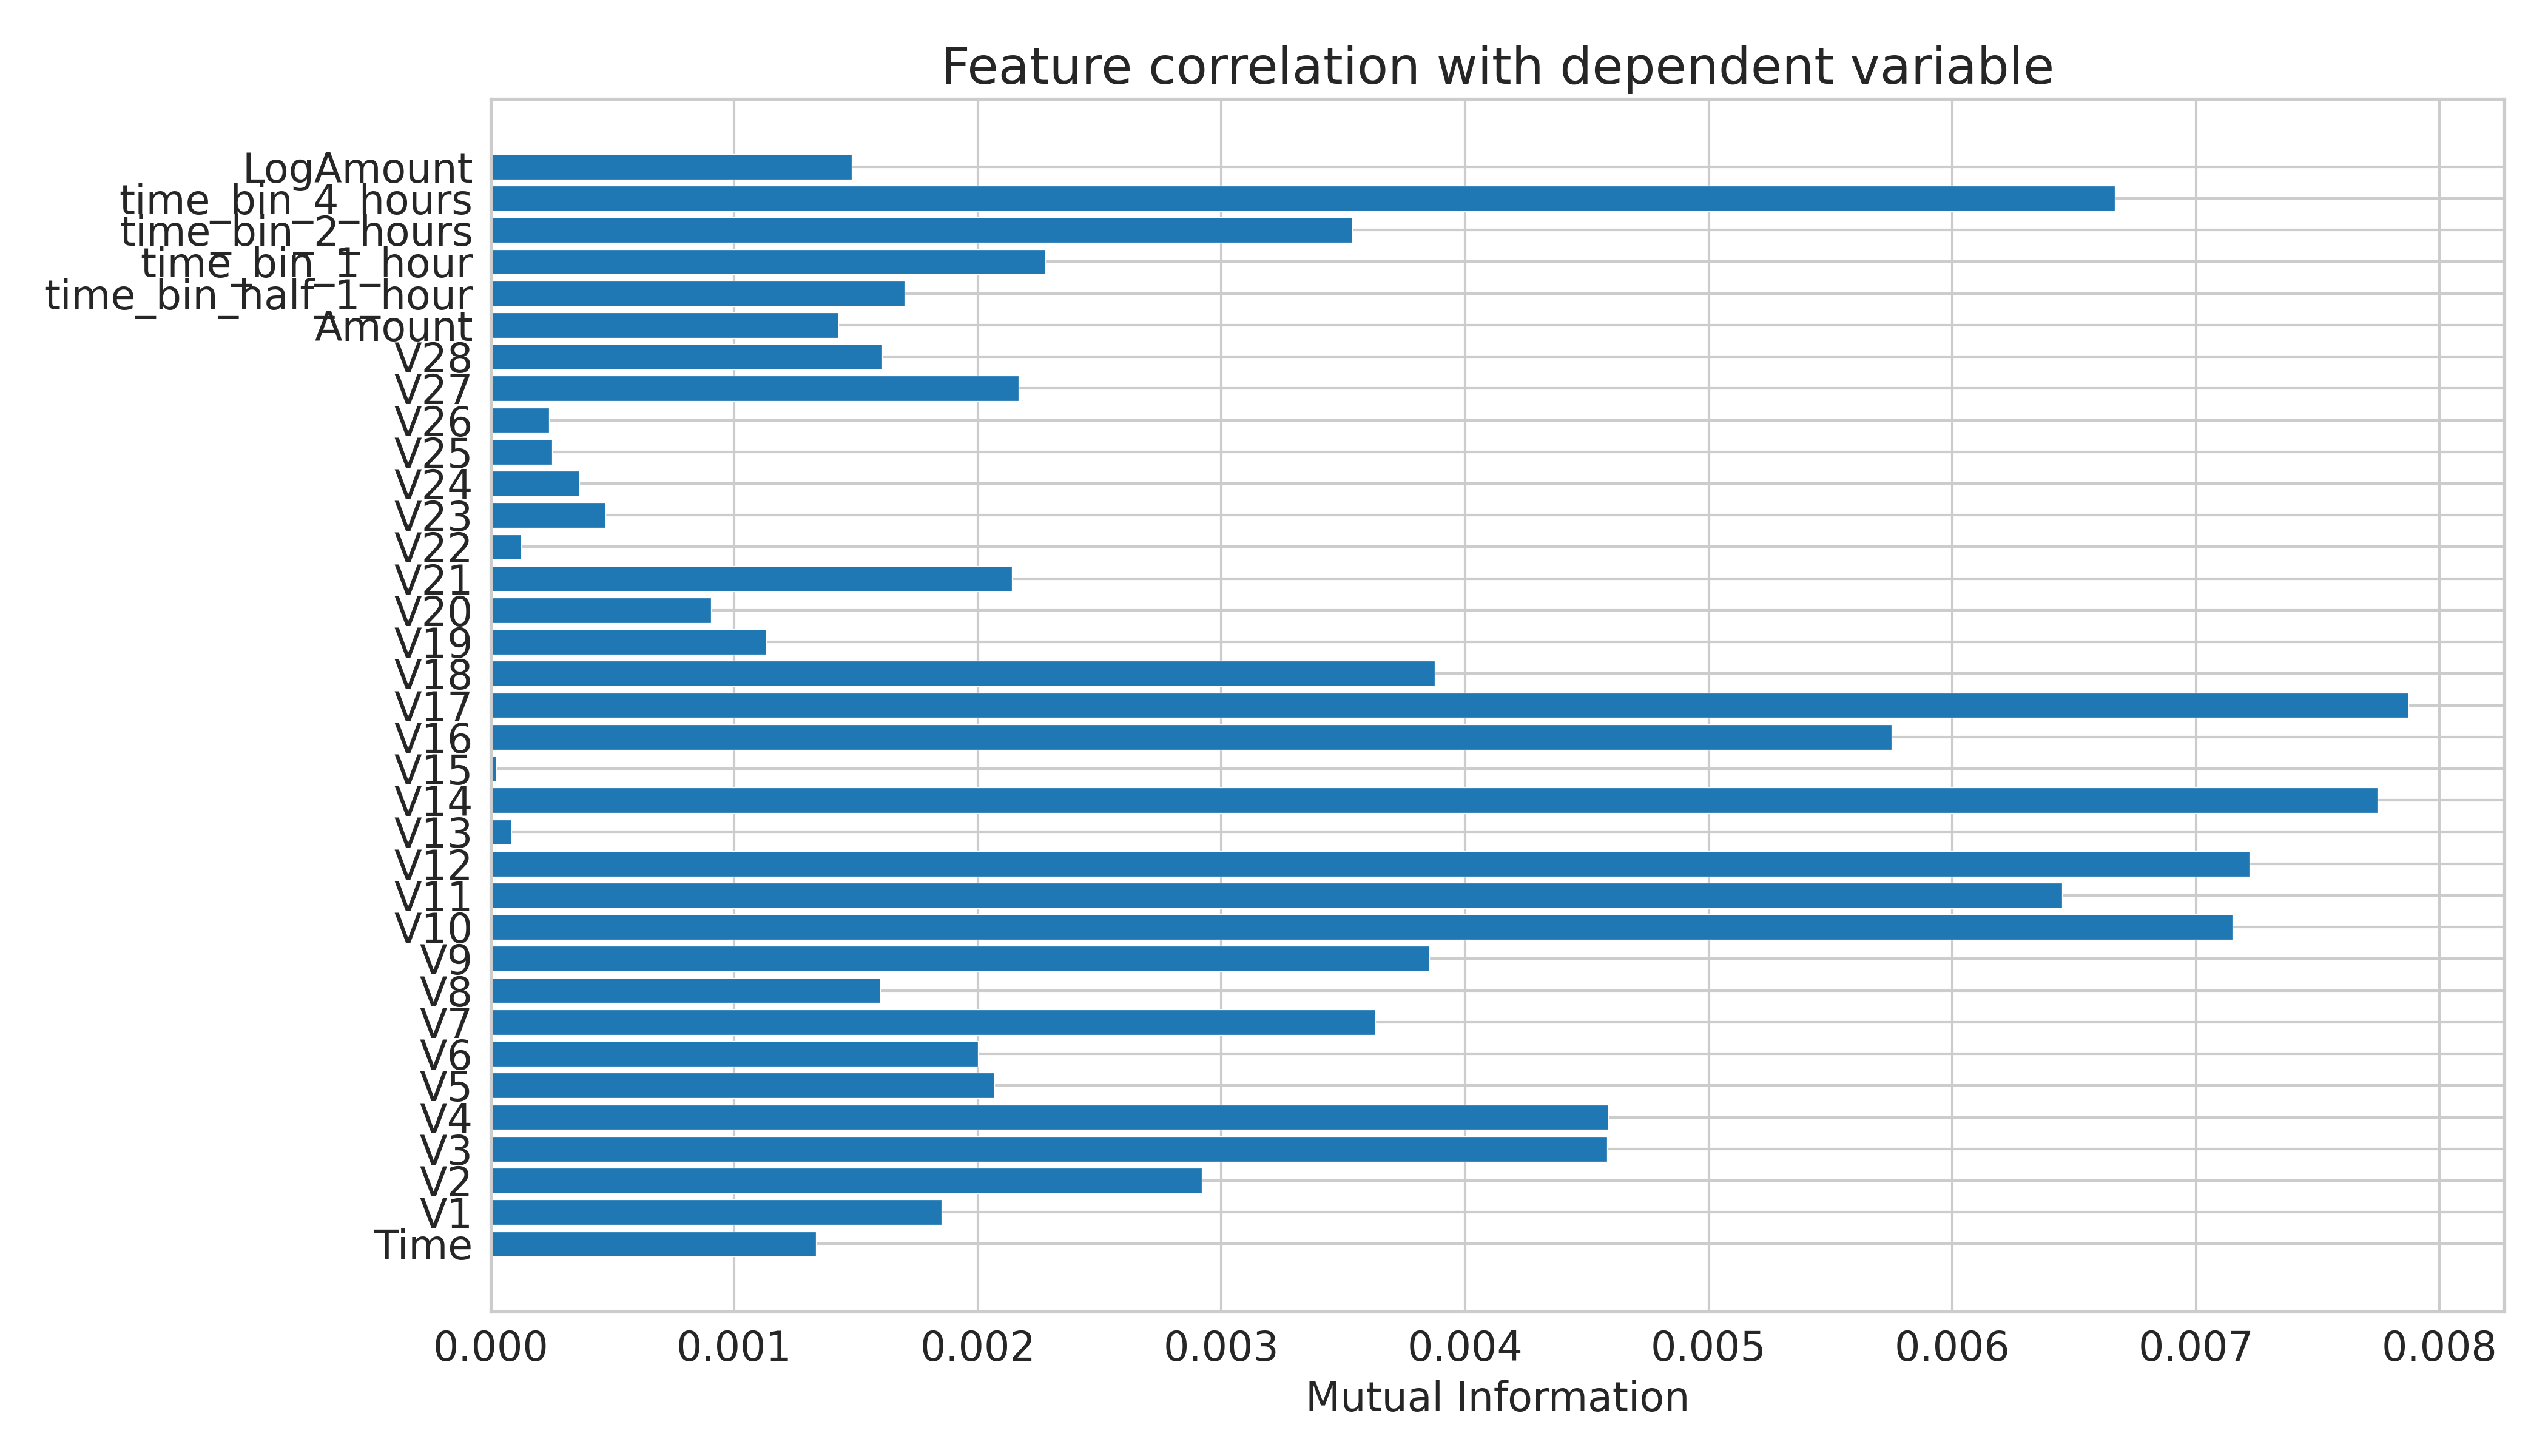 Feature correlation with dependent variable
LogAmount
time_bin_4_hours
time_bin_2_hours
time_bin_1_hour
time_bin_half_1_hour
Amount
V28
V27
V26
V25
V24
V23
V22
V21
V20
V19
V18
V17
V16
V15
V14
V13
V12
V11
V10
V9
V8
V7
V6
V5
V4
V3
V2
V1
Time
0.000 0.001 0.002 0.003 0.004 0.005 0.006 0.007 0.008
Mutual Information